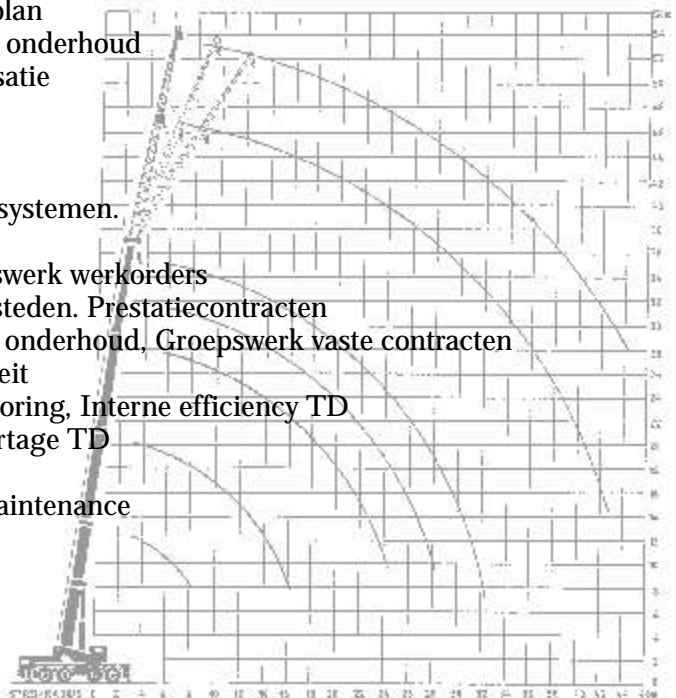 plan
onderhoud
satie
systemen.
swerk werkorders
steden. Prestatiecontracten
onderhoud, Groepswerk vaste contracten
eit
oring, Interne efficiency TD
rtage TD
aintenance